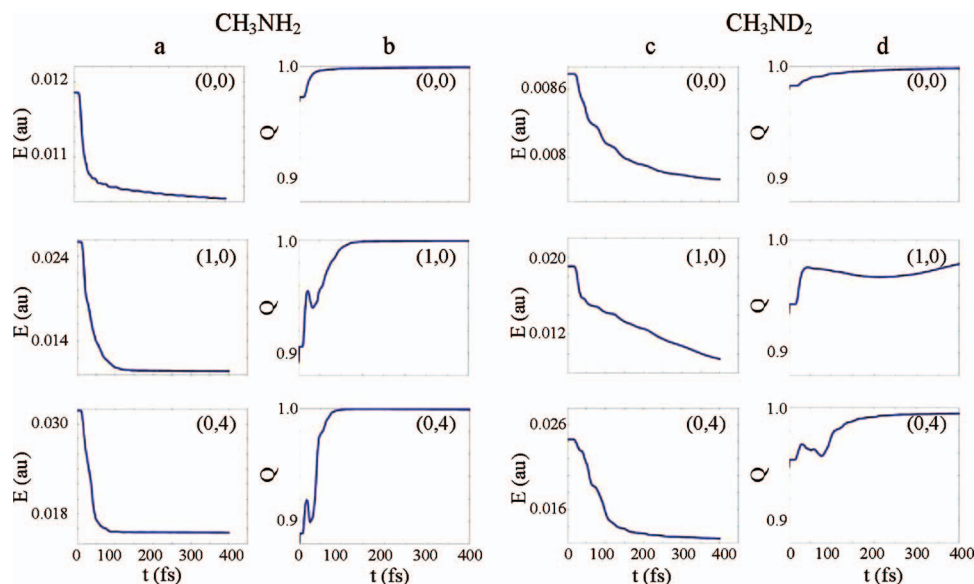 CH₃NH₂ CH₃ND₂
a b c d
0.012 (0,0) 1.0 (0,0) 0.0086 (0,0) 1.0 (0,0)
E (au) Q E (au) Q
0.011 0.9 0.008 0.9
0.024 (1,0) 1.0 (1,0) 0.020 (1,0) 1.0 (1,0)
E (au) Q E (au) Q
0.014 0.9 0.012 0.9
0.030 (0,4) 1.0 (0,4) 0.026 (0,4) 1.0 (0,4)
E (au) Q E (au) Q
0.018 0.9 0.016 0.9
0 100 200 300 400 0 100 200 300 400 0 100 200 300 400 0 100 200 300 400
t (fs) t (fs) t (fs) t (fs)